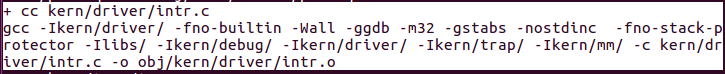 + cc kern/driver/intr.c
gcc -Ikern/driver/ -fno-builtin -Wall -ggdb -m32 -gstabs -nostdinc  -fno-stack-p
rotector -Ilibs/ -Ikern/debug/ -Ikern/driver/ -Ikern/trap/ -Ikern/mm/ -c kern/dr
iver/intr.c -o obj/kern/driver/intr.o